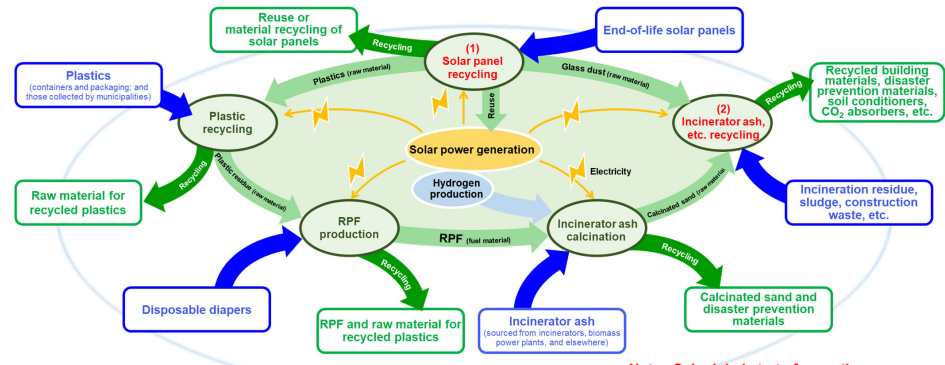 Reuse or
material recycling of
solar panels
Recycling
(1)
Solar panel
recycling
End-of-life solar panels
Plastics
(containers and packaging; and
those collected by municipalities)
Plastics (raw material)
Glass dust (raw material)
Recycling
Recycled building
materials, disaster
prevention materials,
soil conditioners,
CO2 absorbers, etc.
Reuse
Plastic
recycling
(2)
Incinerator ash,
etc. recycling
Solar power generation
Recycling
Plastic residue (raw material)
Electricity
Hydrogen
production
Calcinated sand (raw material
Raw material for
recycled plastics
Incineration residue,
sludge, construction
waste, etc.
RPF
production
RPF (fuel material)
Incinerator ash
calcination
Recycling
Recycling
Disposable diapers
RPF and raw material for
recycled plastics
Incinerator ash
(sourced from incinerators, biomass
power plants, and elsewhere)
Calcinated sand and
disaster prevention
materials